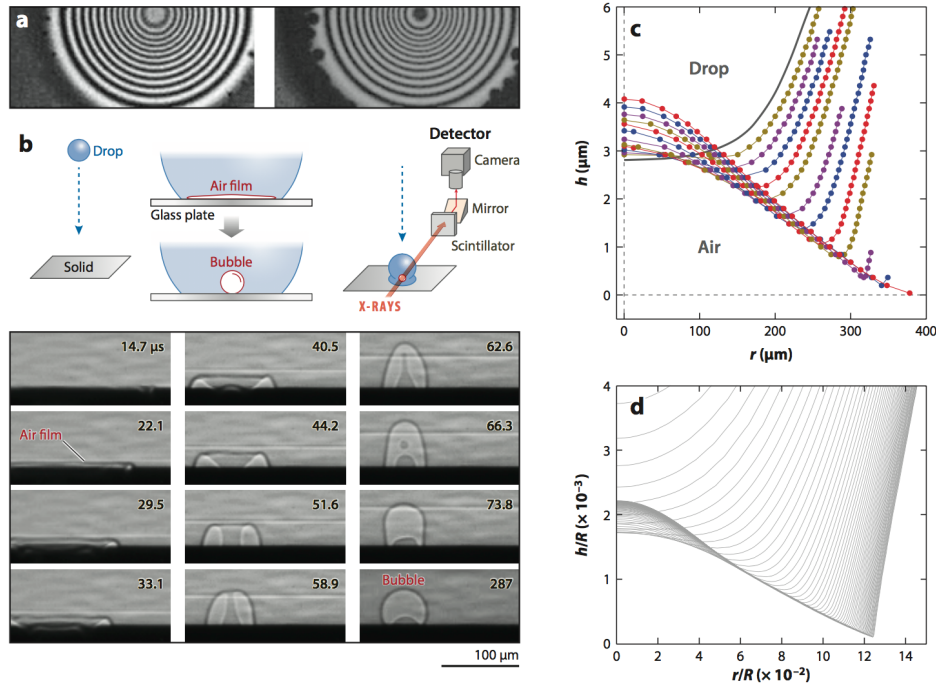 a
b
Drop
Air film
Glass plate
Solid
Bubble
Detector
Camera
Mirror
Scintillator
X-RAYS
14.7 µs
40.5
62.6
22.1
44.2
66.3
Air film
29.5
51.6
73.8
33.1
58.9
287
Bubble
100 µm
c
Drop
Air
h (µm)
6
5
4
3
2
1
0
0
100
200
300
400
r (µm)
d
h/R (× 10⁻³)
4
3
2
1
0
0
2
4
6
8
10
12
14
r/R (× 10⁻²)